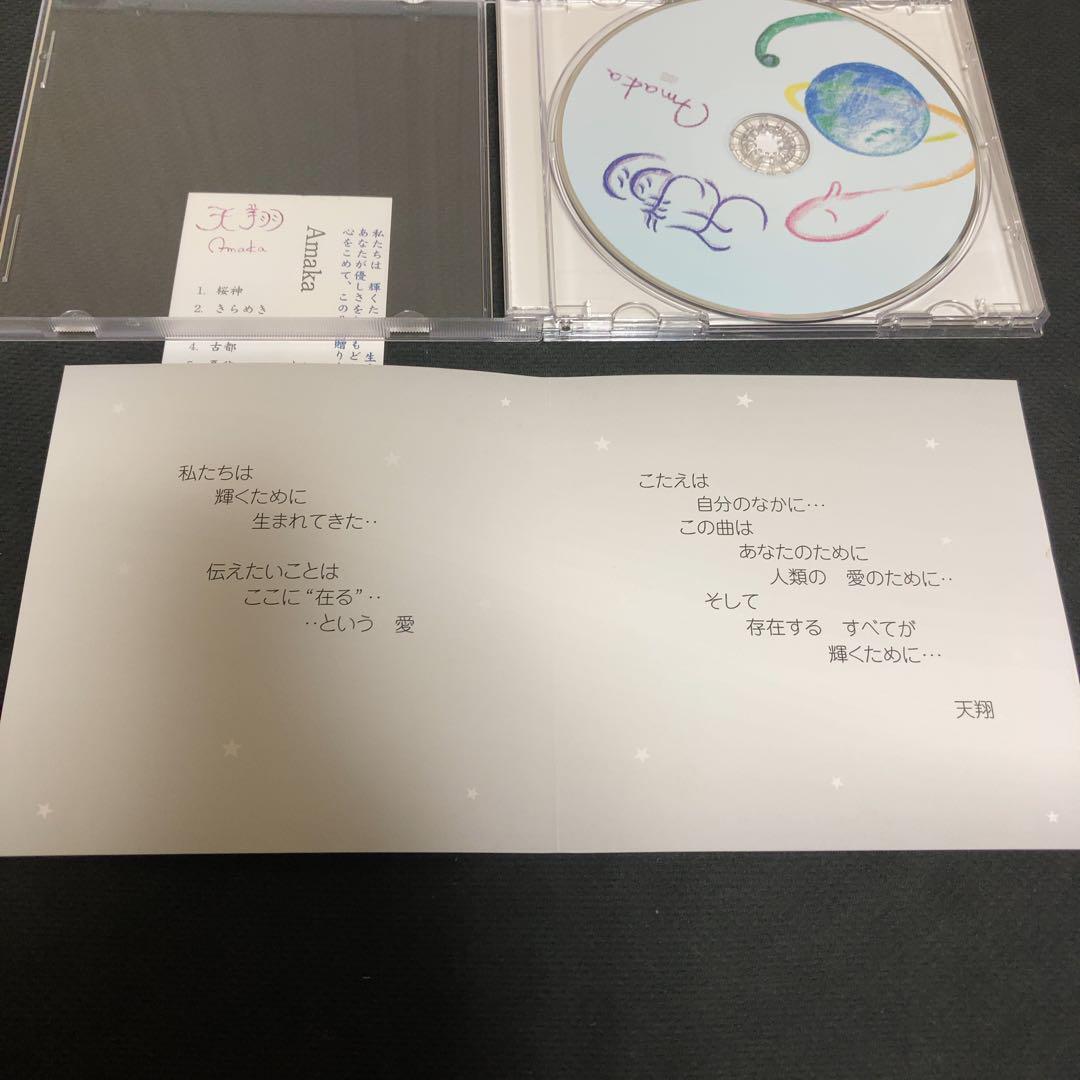 天翔
Amaka
Amaka
私たちは 輝くた
あなたが優しさを
心をこめて、この
1. 桜神
2. きらめき
4. 古都
天翔
Amaka
私たちは
輝くために
生まれてきた‥
伝えたいことは
ここに“在る”‥
‥という 愛
こたえは
自分のなかに…
この曲は
あなたのために
人類の 愛のために‥
そして
存在する すべてが
輝くために…
天翔